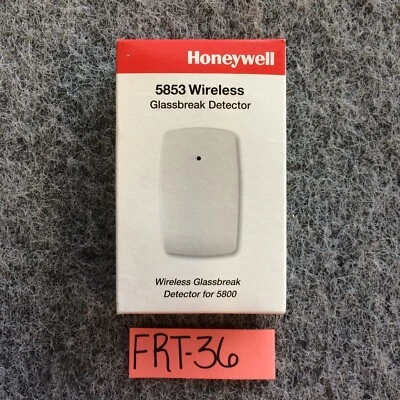 Honeywell
5853 Wireless
Glassbreak Detector
Wireless Glassbreak
Detector for 5800
FRT-36